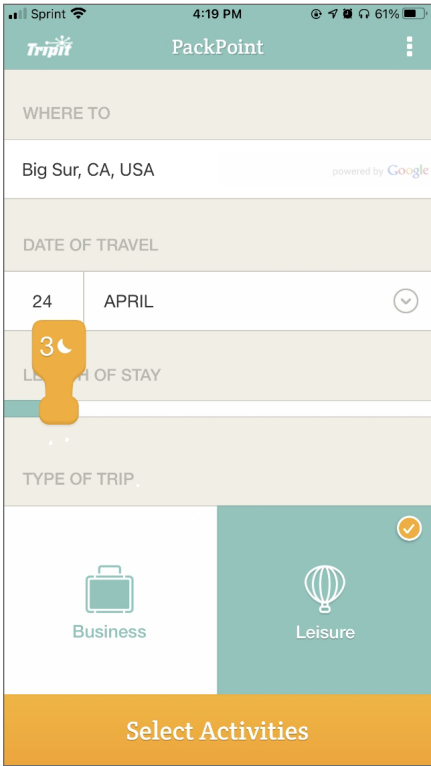 Sprint 4:19 PM 61%
TripIt PackPoint
WHERE TO
Big Sur, CA, USA powered by Google
DATE OF TRAVEL
24 APRIL
3
OF STAY
TYPE OF TRIP
Business Leisure
Select Activities